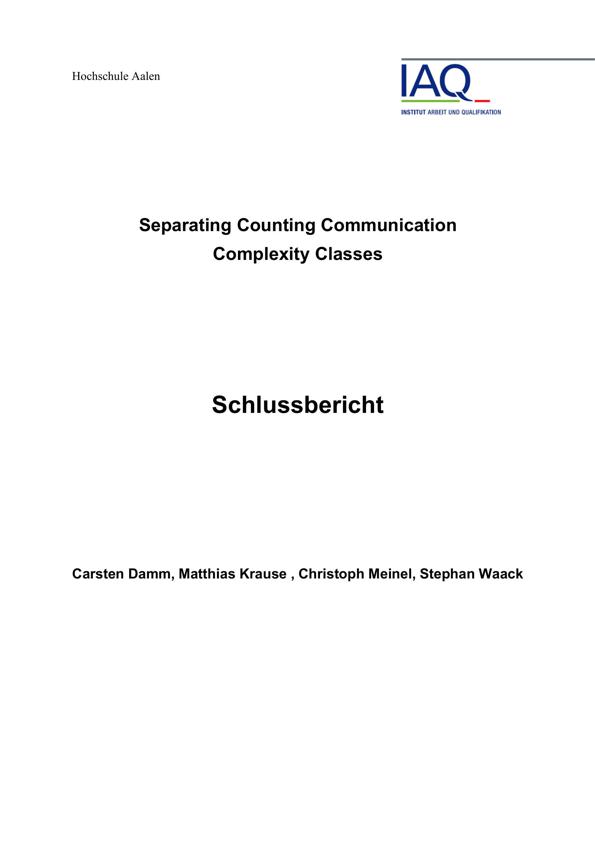 Hochschule Aalen
IAQ
INSTITUT ARBEIT UND QUALIFIKATION
Separating Counting Communication
Complexity Classes
Schlussbericht
Carsten Damm, Matthias Krause , Christoph Meinel, Stephan Waack